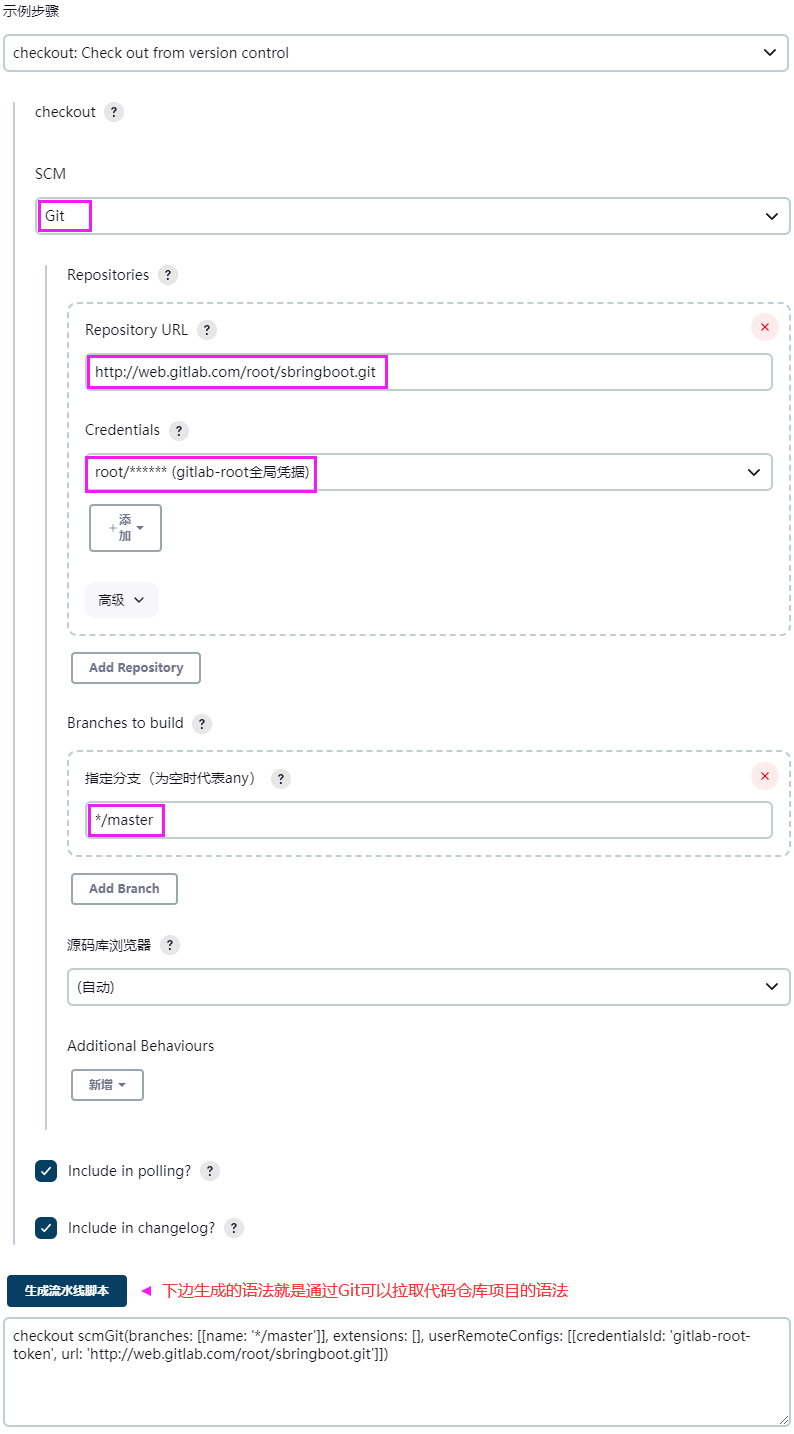 示例步骤
checkout: Check out from version control
checkout ?
SCM
Git
Repositories ?
Repository URL ?
http://web.gitlab.com/root/sbringboot.git
Credentials ?
root/****** (gitlab-root全局凭据)
+添
加
高级
Add Repository
Branches to build ?
指定分支（为空时代表any） ?
*/master
Add Branch
源码库浏览器 ?
(自动)
Additional Behaviours
新增
Include in polling? ?
Include in changelog? ?
生成流水线脚本 下边生成的语法就是通过Git可以拉取代码仓库项目的语法
checkout scmGit(branches: [[name: '*/master']], extensions: [], userRemoteConfigs: [[credentialsId: 'gitlab-root-
token', url: 'http://web.gitlab.com/root/sbringboot.git']])